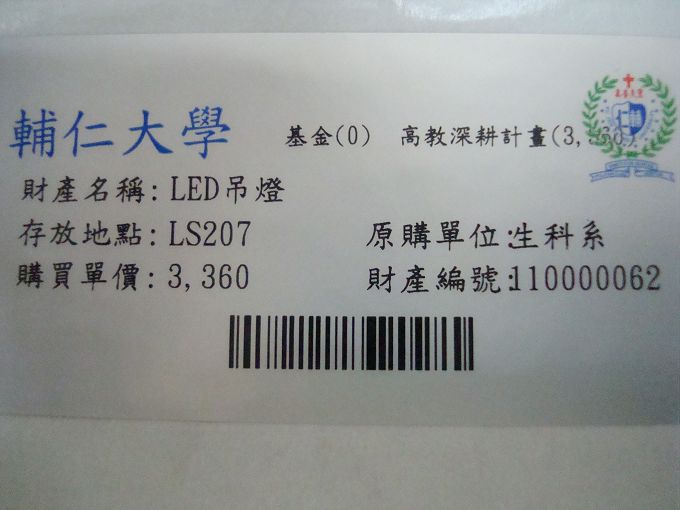 輔仁大學 基金(0) 高教深耕計畫(3,360)
財產名稱: LED吊燈
存放地點: LS207 原購單位:生科系
購買單價: 3,360 財產編號:110000062